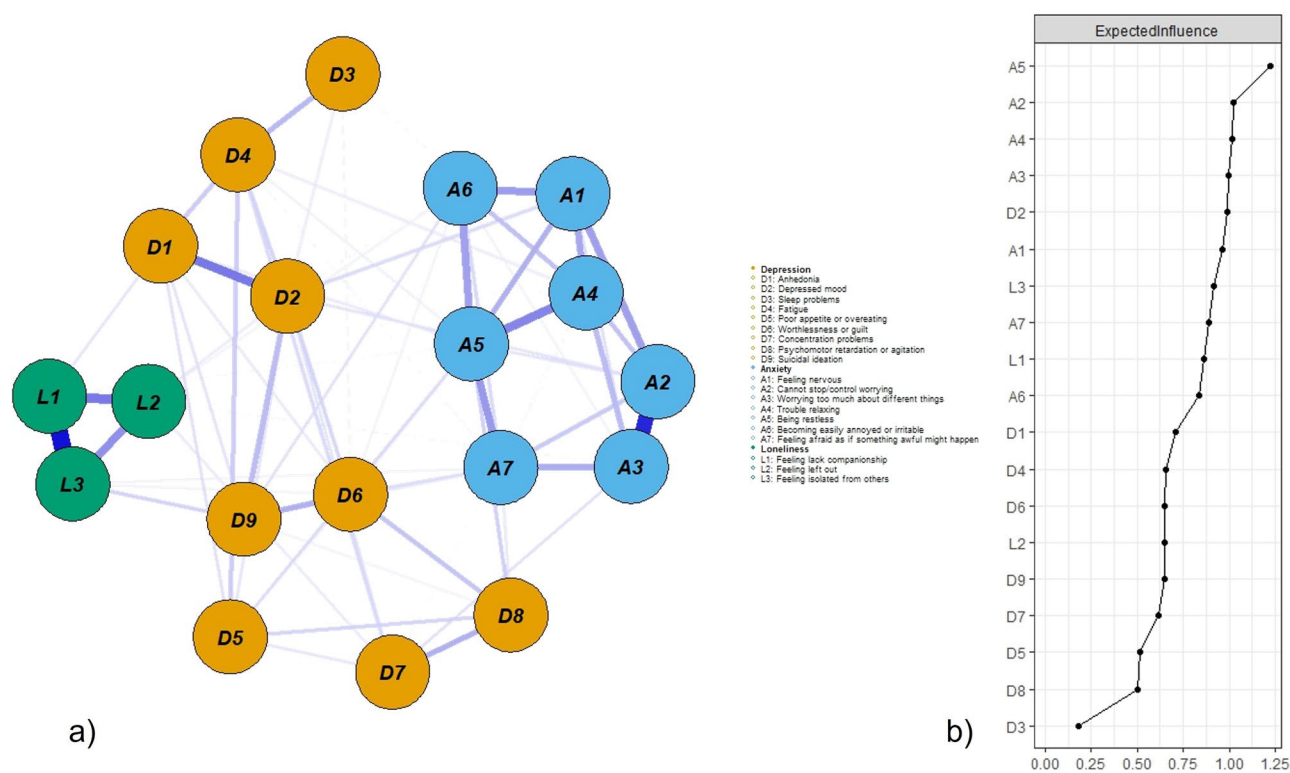 D3
D4
A6
A1
D1
D2
A4
A5
A2
L1
L2
L3
A7
A3
D6
D9
D8
D5
D7
a)
Depression
D1: Anhedonia
D2: Depressed mood
D3: Sleep problems
D4: Fatigue
D5: Poor appetite or overeating
D6: Worthlessness or guilt
D7: Concentration problems
D8: Psychomotor retardation or agitation
D9: Suicidal ideation
Anxiety
A1: Feeling nervous
A2: Cannot stop/control worrying
A3: Worrying too much about different things
A4: Trouble relaxing
A5: Being restless
A6: Becoming easily annoyed or irritable
A7: Feeling afraid as if something awful might happen
Loneliness
L1: Feeling lack companionship
L2: Feeling left out
L3: Feeling isolated from others
b)
ExpectedInfluence
A5
A2
A4
A3
D2
A1
L3
A7
L1
A6
D1
D4
D6
L2
D9
D7
D5
D8
D3
0.00 0.25 0.50 0.75 1.00 1.25